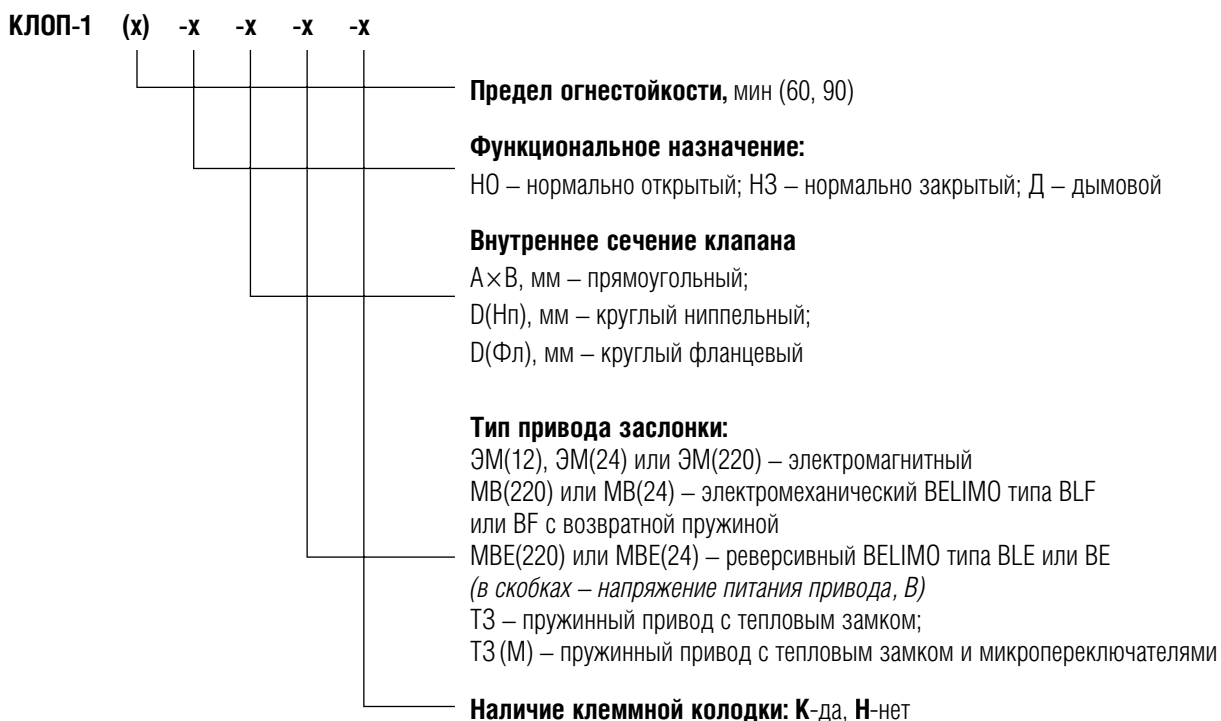 КЛОП-1 (х) -х -х -х -х
Предел огнестойкости, мин (60, 90)
Функциональное назначение:
НО – нормально открытый; НЗ – нормально закрытый; Д – дымовой
Внутреннее сечение клапана
А×В, мм – прямоугольный;
D(Нп), мм – круглый ниппельный;
D(Фл), мм – круглый фланцевый
Тип привода заслонки:
ЭМ(12), ЭМ(24) или ЭМ(220) – электромагнитный
МВ(220) или МВ(24) – электромеханический BELIMO типа BLF
или BF с возвратной пружиной
МВЕ(220) или МВЕ(24) – реверсивный BELIMO типа BLE или BE
(в скобках – напряжение питания привода, В)
ТЗ – пружинный привод с тепловым замком;
ТЗ (М) – пружинный привод с тепловым замком и микропереключателями
Наличие клеммной колодки: К-да, Н-нет